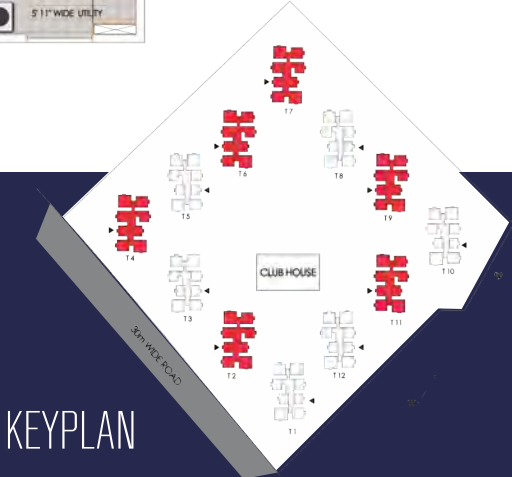 5'11" WIDE UTILITY
T7
T6
T8
T5
T9
T4
T10
CLUB HOUSE
T3
T11
T2
T12
30m WIDE ROAD
T1
KEYPLAN